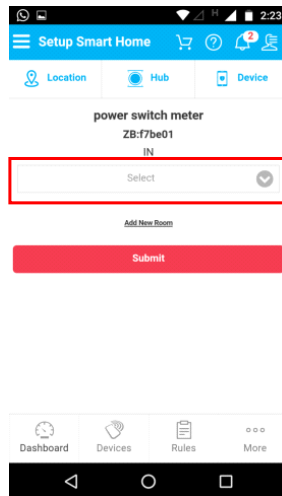 H 2:23
Setup Smart Home 2
Location Hub Device
power switch meter
ZB:f7be01
IN
Select
Add New Room
Submit
Dashboard Devices Rules More